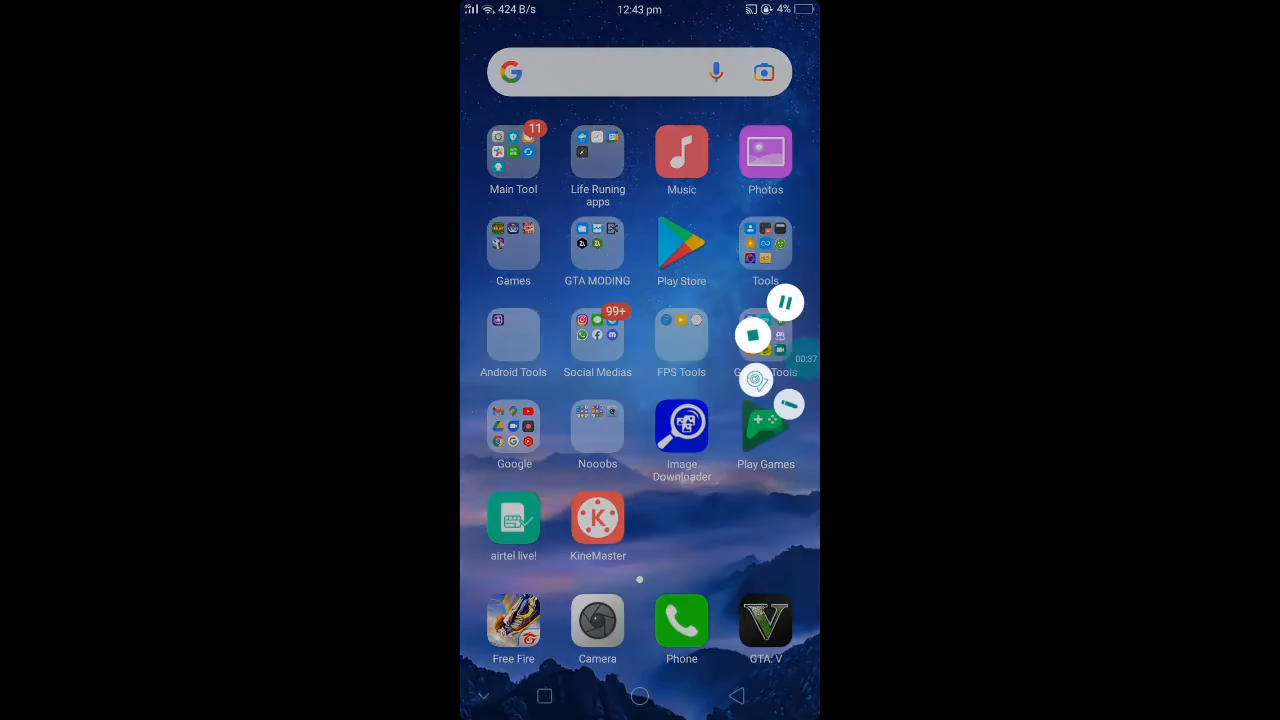 424 B/s 12:43 pm 4%
11
Main Tool Life Runing apps Music Photos
Games GTA MODING Play Store Tools
99+
00:37
Android Tools Social Medias FPS Tools Tools
Google Nooobs Image Downloader Play Games
airtel live! KineMaster
Free Fire Camera Phone GTA: V